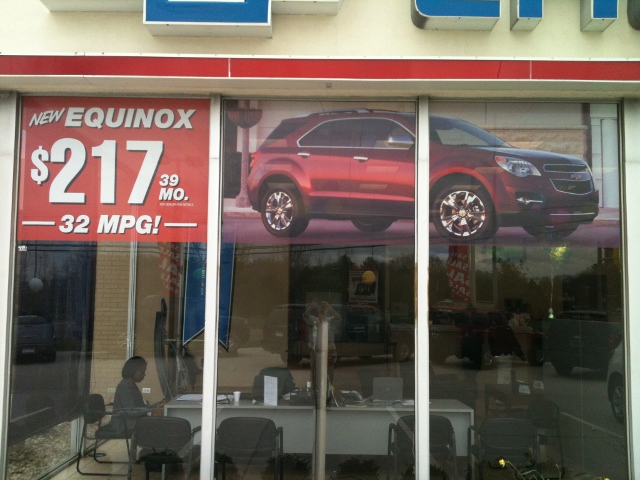 NEW EQUINOX
$217 39
MO.
32 MPG!